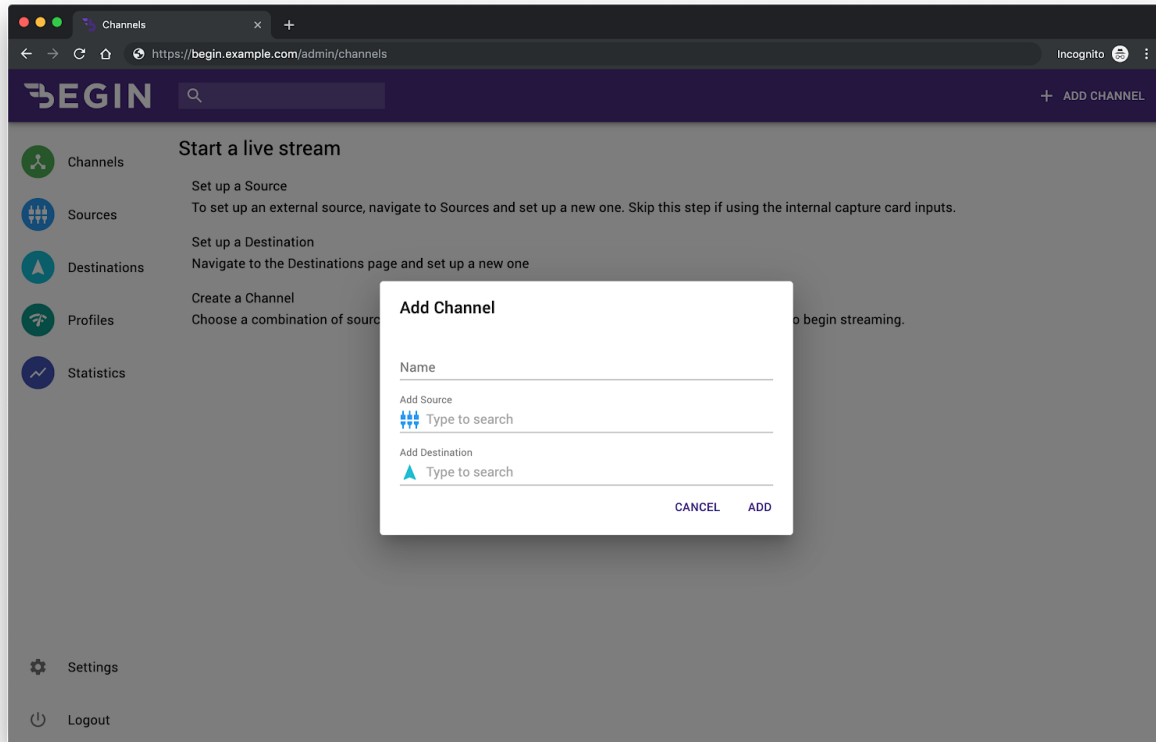 Channels
https://begin.example.com/admin/channels
Incognito
BEGIN
ADD CHANNEL
Channels
Sources
Destinations
Profiles
Statistics
Settings
Logout
Start a live stream
Set up a Source
To set up an external source, navigate to Sources and set up a new one. Skip this step if using the internal capture card inputs.
Set up a Destination
Navigate to the Destinations page and set up a new one
Create a Channel
Choose a combination of sourc
o begin streaming.
Add Channel
Name
Add Source
Type to search
Add Destination
Type to search
CANCEL ADD